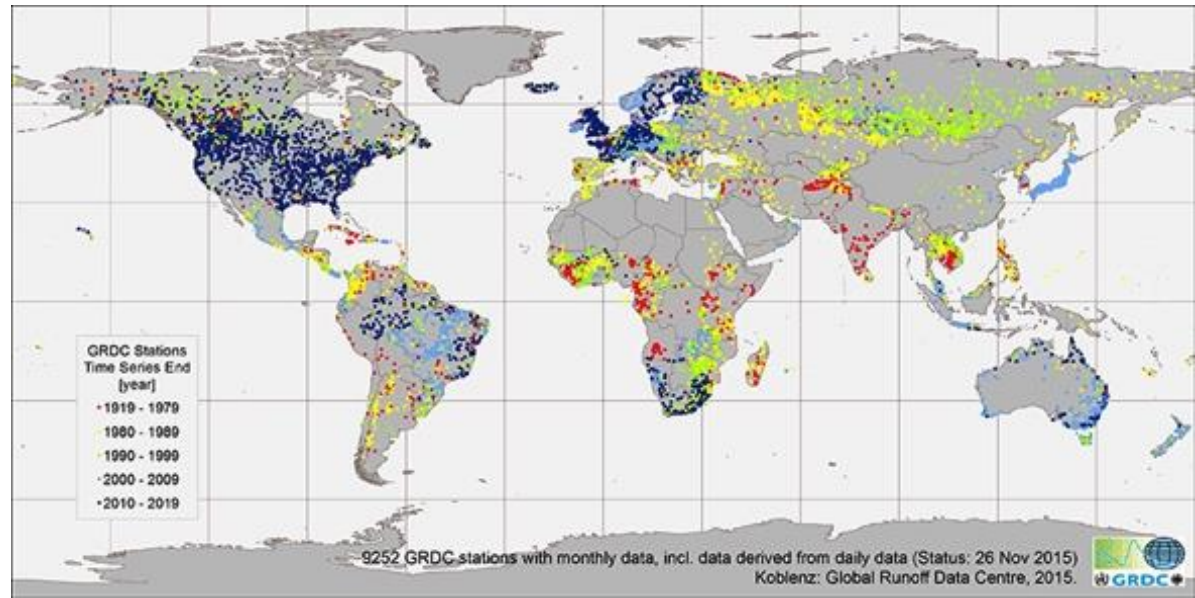 GRDC Stations
Time Series End
[year]
1919 - 1979
1980 - 1989
1990 - 1999
2000 - 2009
2010 - 2019
9252 GRDC stations with monthly data, incl. data derived from daily data (Status: 26 Nov 2015)
Koblenz: Global Runoff Data Centre, 2015.
GRDC